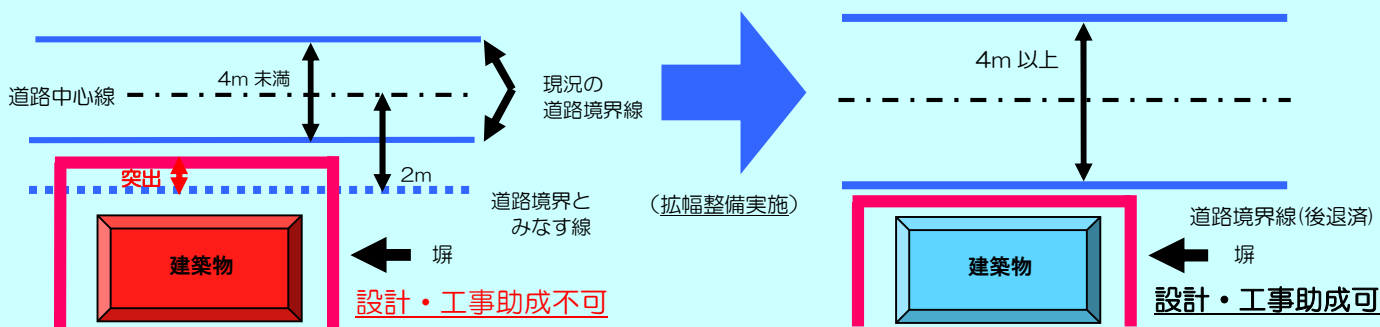 4m 未満
道路中心線
現況の
道路境界線
突出
2m
道路境界と
みなす線
建築物
塀
設計・工事助成不可
（拡幅整備実施）
4m 以上
道路境界線(後退済)
建築物
塀
設計・工事助成可